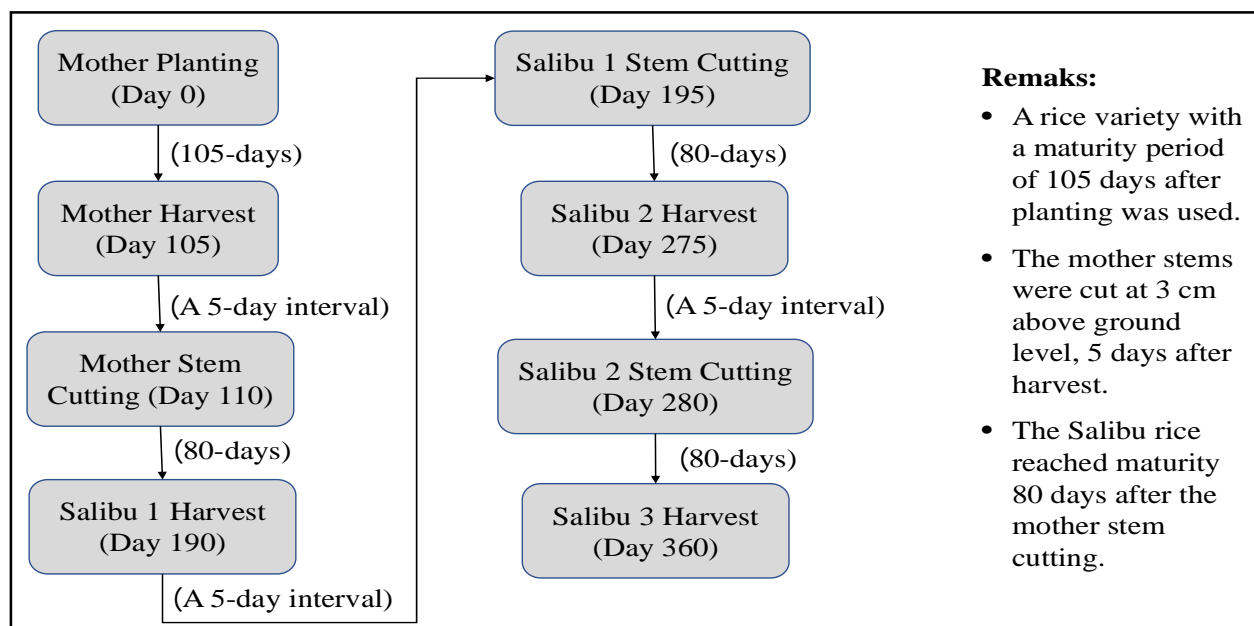 Mother Planting
(Day 0)
(105-days)
Mother Harvest
(Day 105)
(A 5-day interval)
Mother Stem
Cutting (Day 110)
(80-days)
Salibu 1 Harvest
(Day 190)
(A 5-day interval)
Salibu 1 Stem Cutting
(Day 195)
(80-days)
Salibu 2 Harvest
(Day 275)
(A 5-day interval)
Salibu 2 Stem Cutting
(Day 280)
(80-days)
Salibu 3 Harvest
(Day 360)
Remaks:
• A rice variety with
a maturity period
of 105 days after
planting was used.
• The mother stems
were cut at 3 cm
above ground
level, 5 days after
harvest.
• The Salibu rice
reached maturity
80 days after the
mother stem
cutting.